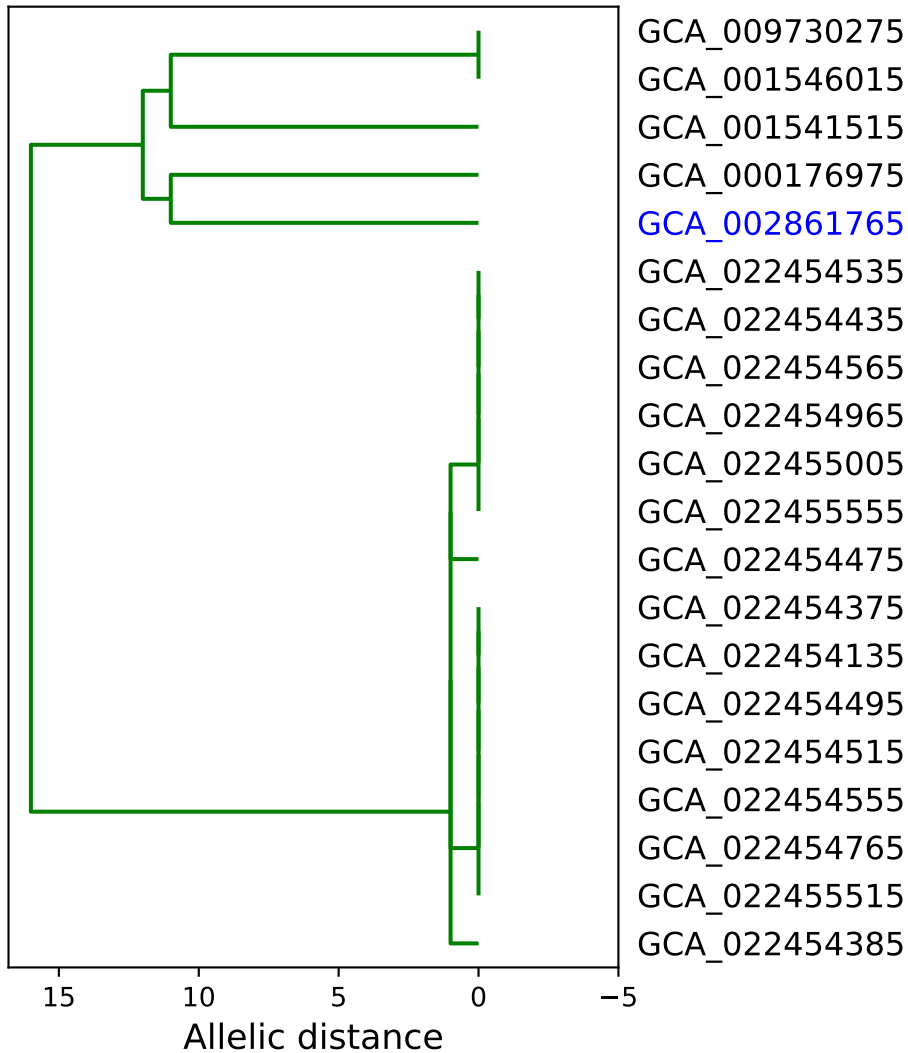 GCA_009730275
GCA_001546015
GCA_001541515
GCA_000176975
GCA_002861765
GCA_022454535
GCA_022454435
GCA_022454565
GCA_022454965
GCA_022455005
GCA_022455555
GCA_022454475
GCA_022454375
GCA_022454135
GCA_022454495
GCA_022454515
GCA_022454555
GCA_022454765
GCA_022455515
GCA_022454385
15 10 5 0 −5
Allelic distance